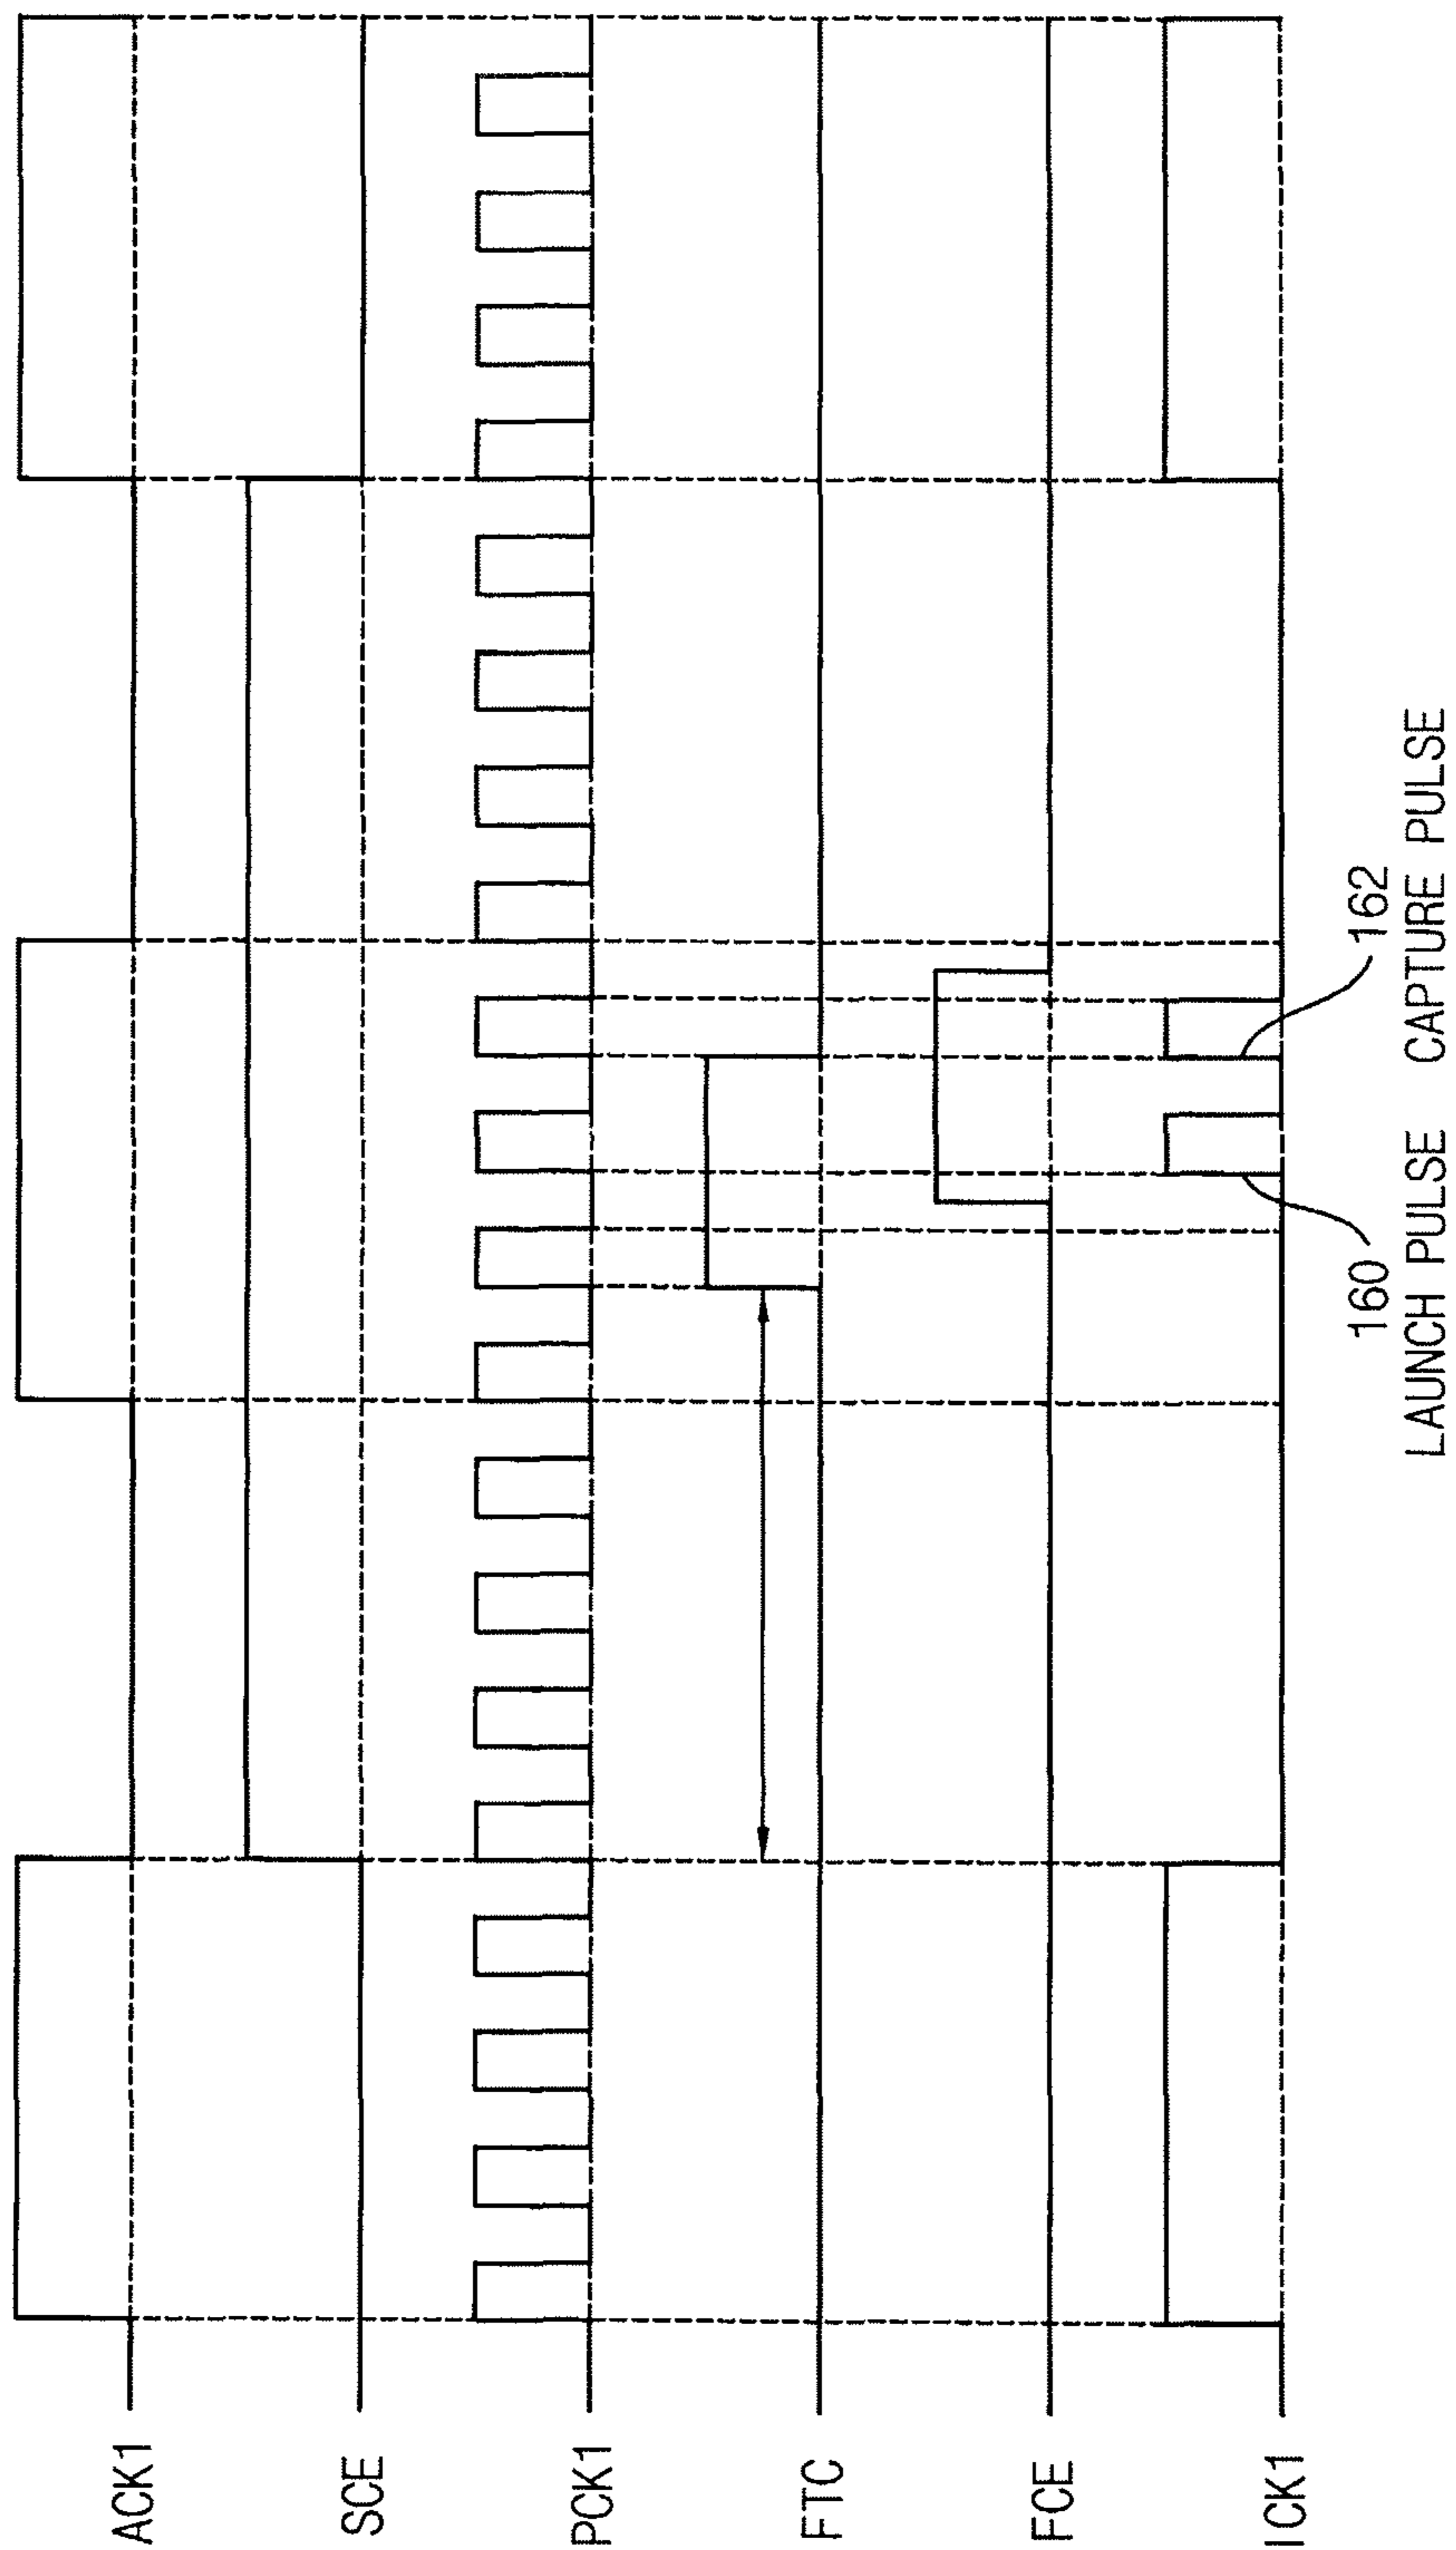 ACK1
SCE
PCK1
FTC
FCE
ICK1
160
162
LAUNCH PULSE
CAPTURE PULSE